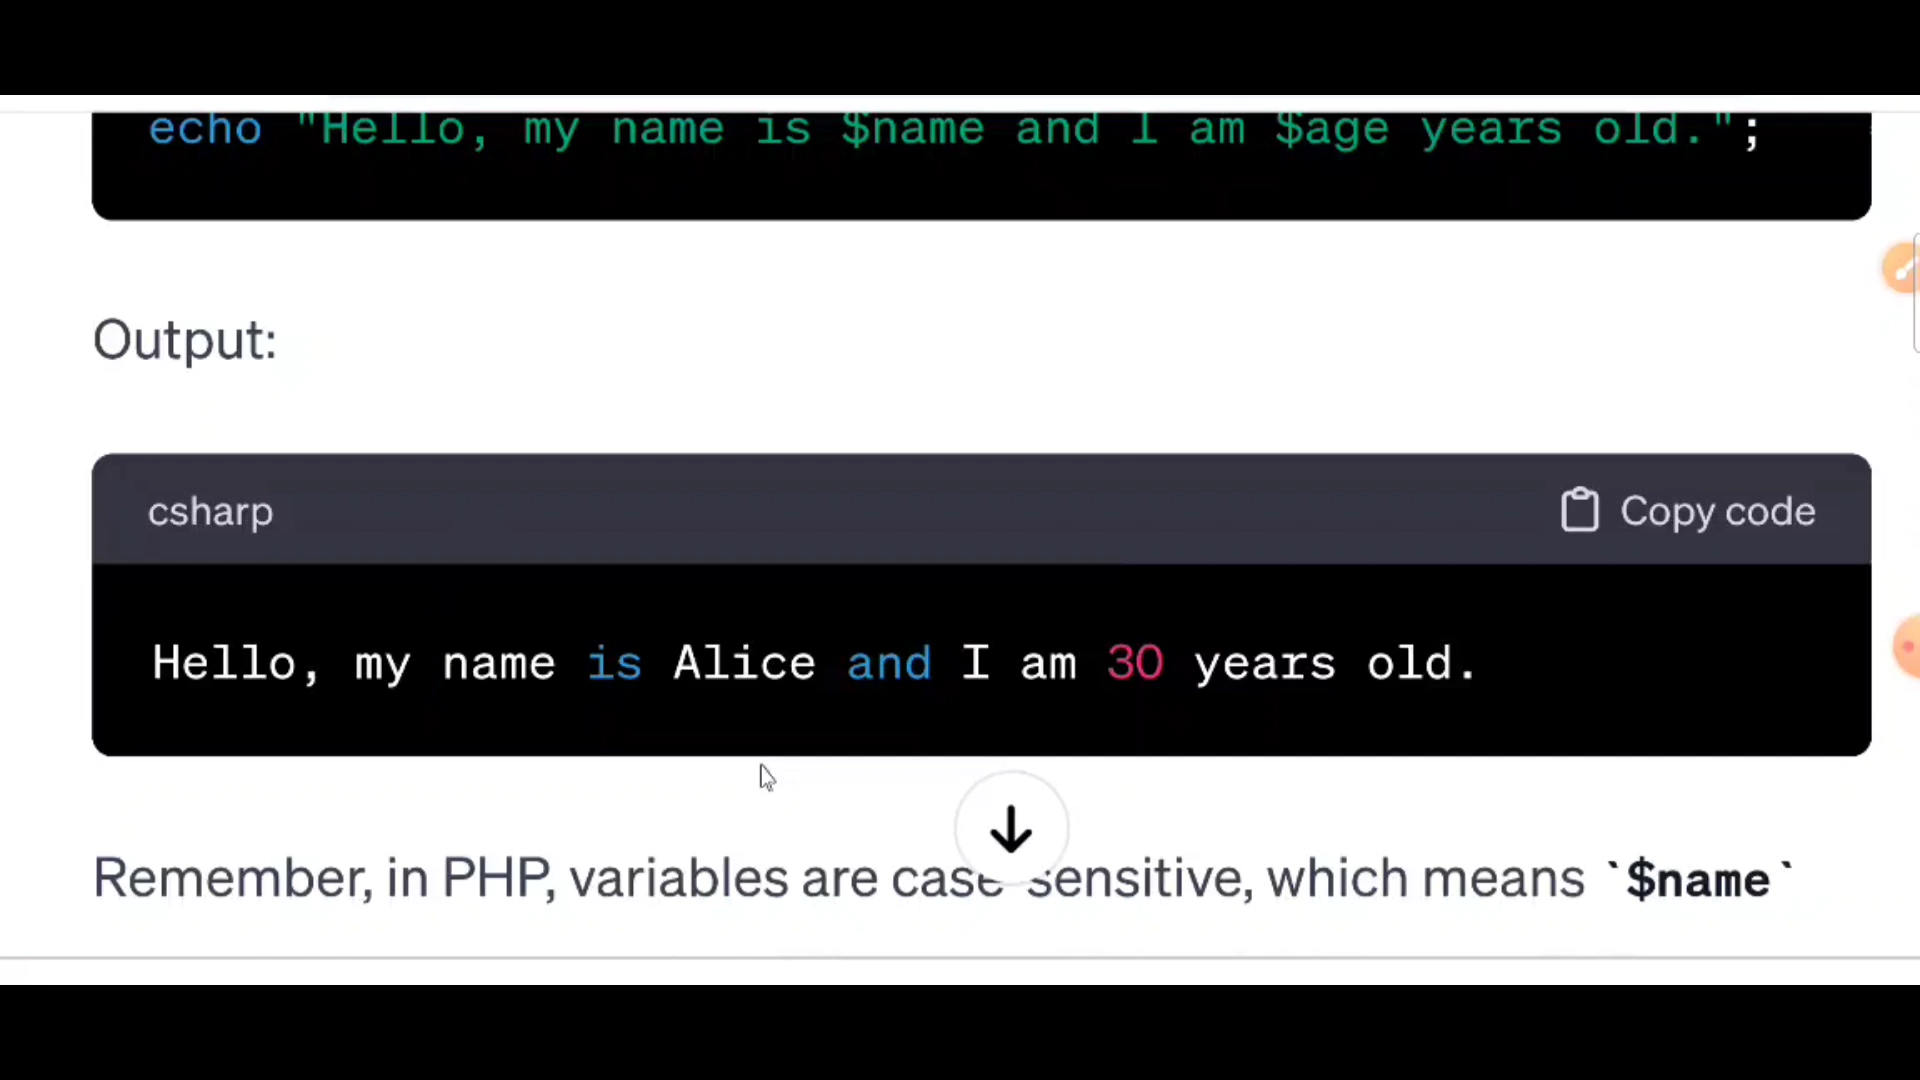 echo "Hello, my name is $name and I am $age years old.";
Output:
csharp
Copy code
Hello, my name is Alice and I am 30 years old.
Remember, in PHP, variables are case-sensitive, which means `$name`